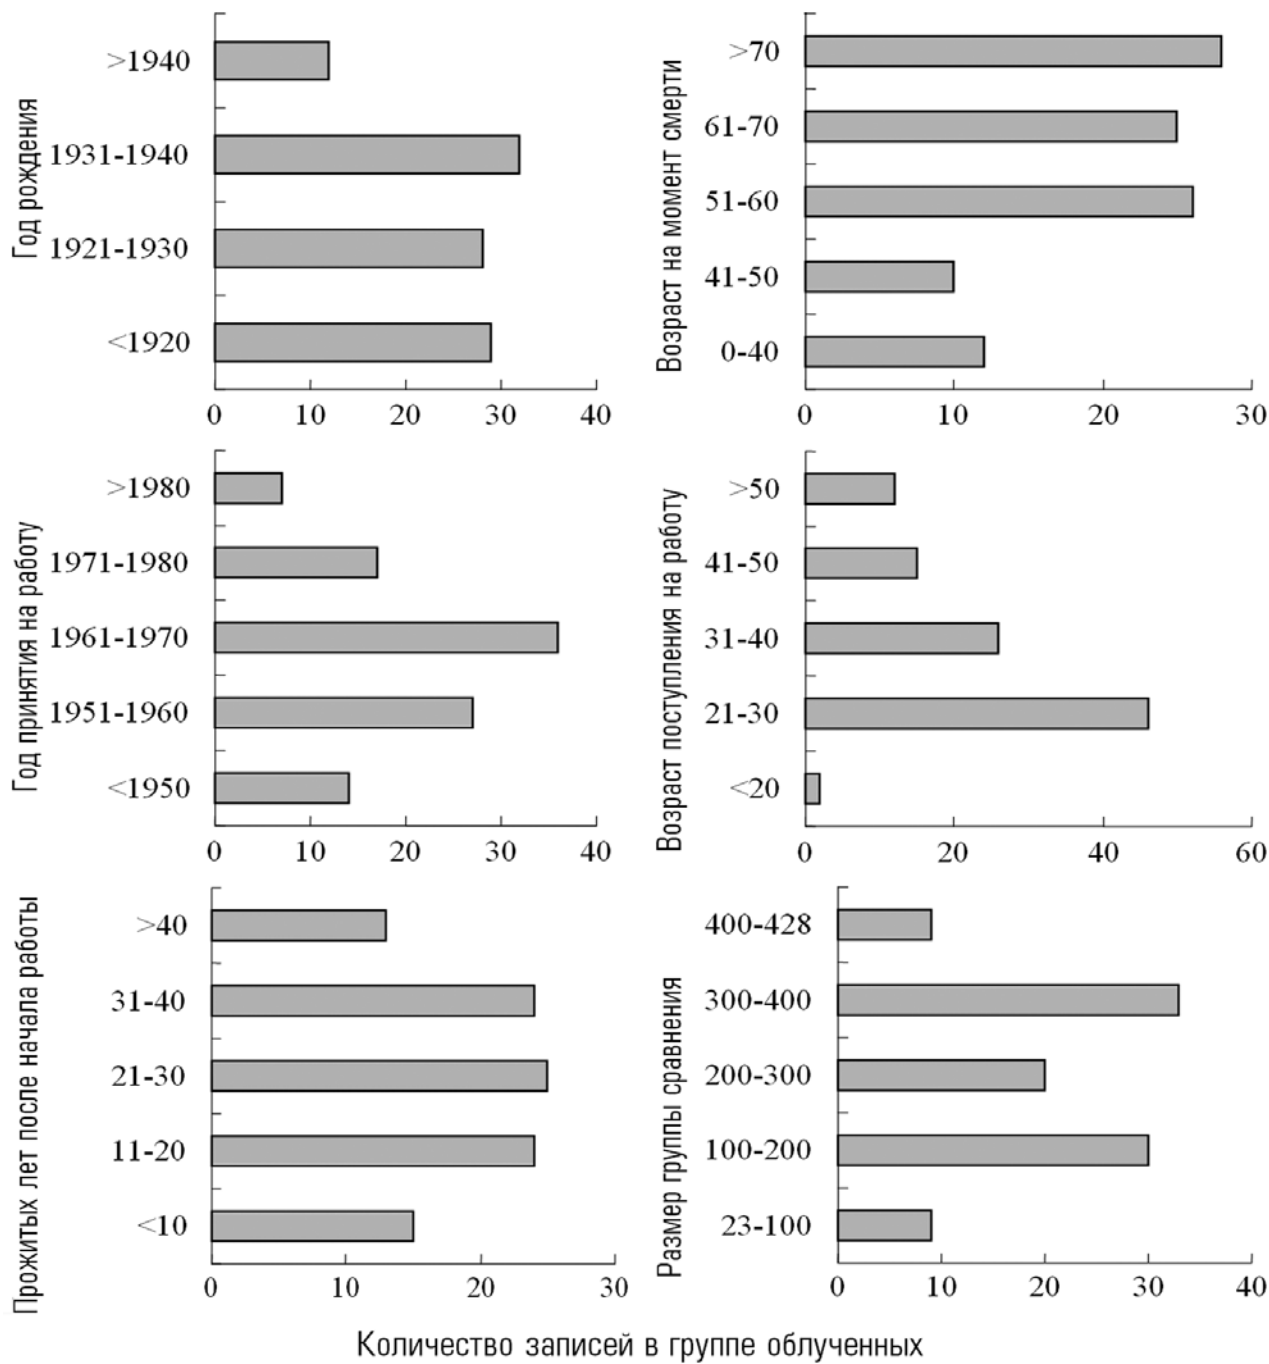 Год рождения
>1940
1931-1940
1921-1930
<1920
0 10 20 30 40
Возраст на момент смерти
>70
61-70
51-60
41-50
0-40
0 10 20 30
Год принятия на работу
>1980
1971-1980
1961-1970
1951-1960
<1950
0 10 20 30 40
Возраст поступления на работу
>50
41-50
31-40
21-30
<20
0 20 40 60
Прожитых лет после начала работы
>40
31-40
21-30
11-20
<10
0 10 20 30
Размер группы сравнения
400-428
300-400
200-300
100-200
23-100
0 10 20 30 40
Количество записей в группе облученных